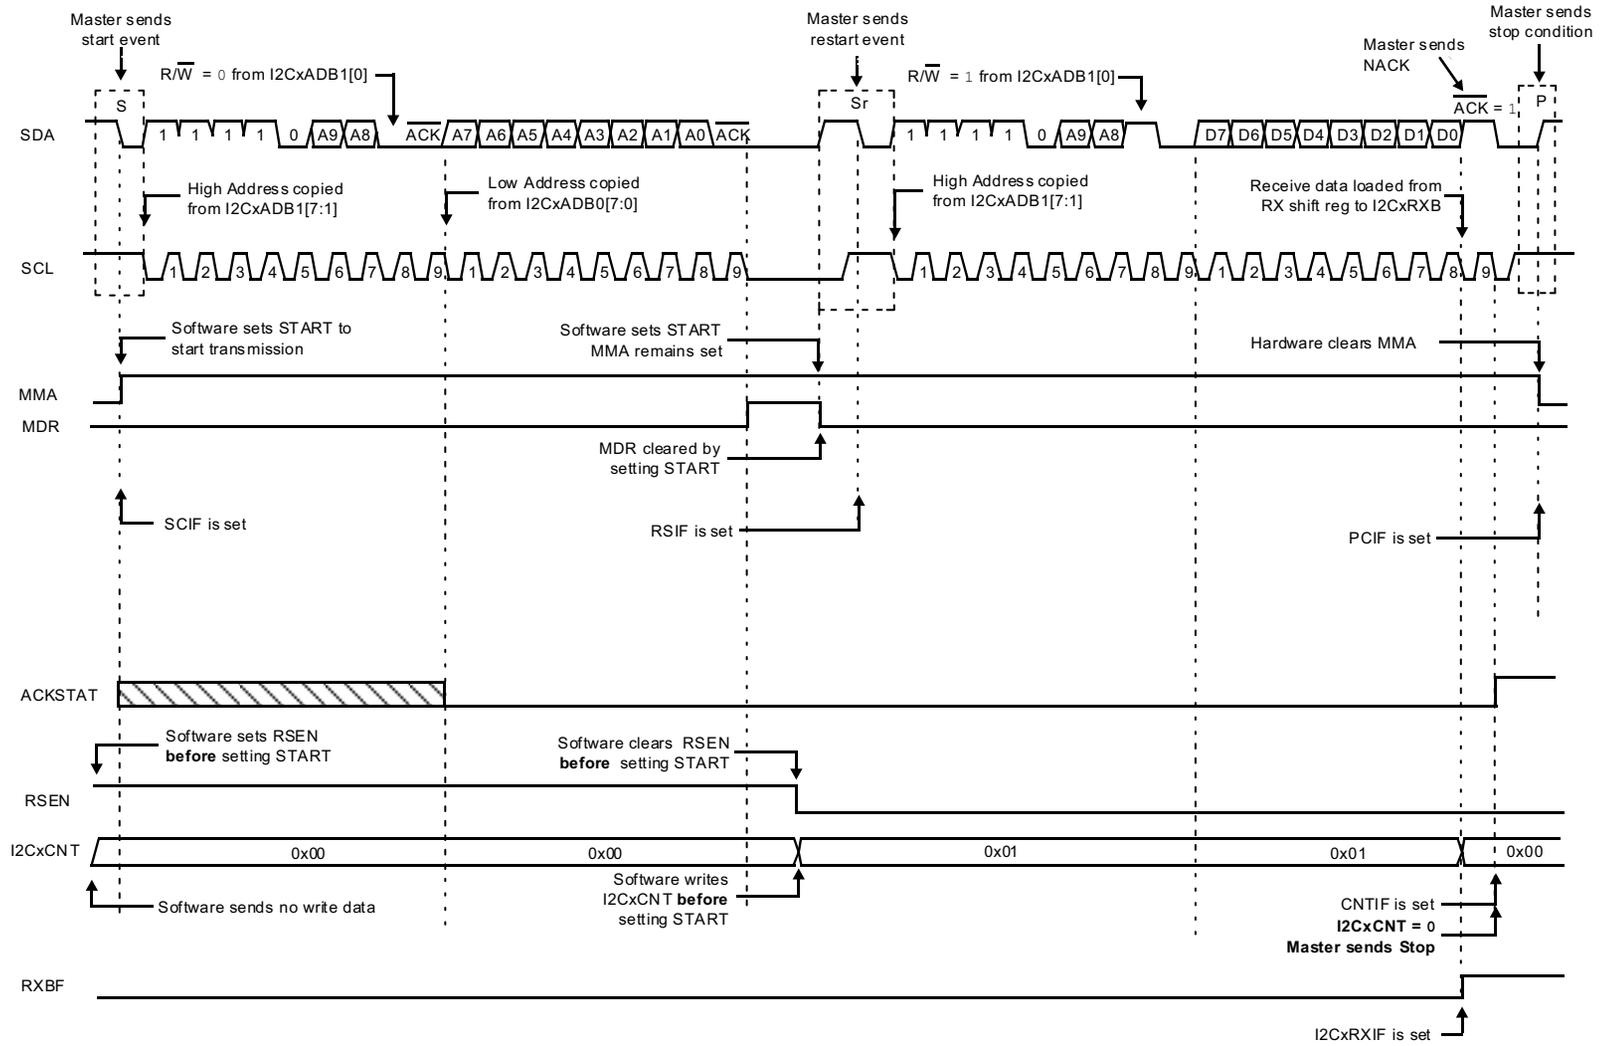 Master sends
start event
Master sends
restart event
Master sends
stop condition
Master sends
NACK
R/W = 0 from I2CxADB1[0]
R/W = 1 from I2CxADB1[0]
S
Sr
ACK = 1
P
SDA
1 1 1 1 0 A9 A8 ACK A7 A6 A5 A4 A3 A2 A1 A0 ACK 1 1 1 1 0 A9 A8 D7 D6 D5 D4 D3 D2 D1 D0
High Address copied
from I2CxADB1[7:1]
Low Address copied
from I2CxADB0[7:0]
High Address copied
from I2CxADB1[7:1]
Receive data loaded from
RX shift reg to I2CxRXB
SCL
1 2 3 4 5 6 7 8 9 1 2 3 4 5 6 7 8 9 1 2 3 4 5 6 7 8 9 1 2 3 4 5 6 7 8 9
Software sets START to
start transmission
Software sets START
MMA remains set
Hardware clears MMA
MMA
MDR
MDR cleared by
setting START
SCIF is set
RSIF is set
PCIF is set
ACKSTAT
Software sets RSEN
before setting START
Software clears RSEN
before setting START
RSEN
I2CxCNT
0x00 0x00 0x01 0x01 0x00
Software sends no write data
Software writes
I2CxCNT before
setting START
CNTIF is set
I2CxCNT = 0
Master sends Stop
RXBF
I2CxRXIF is set